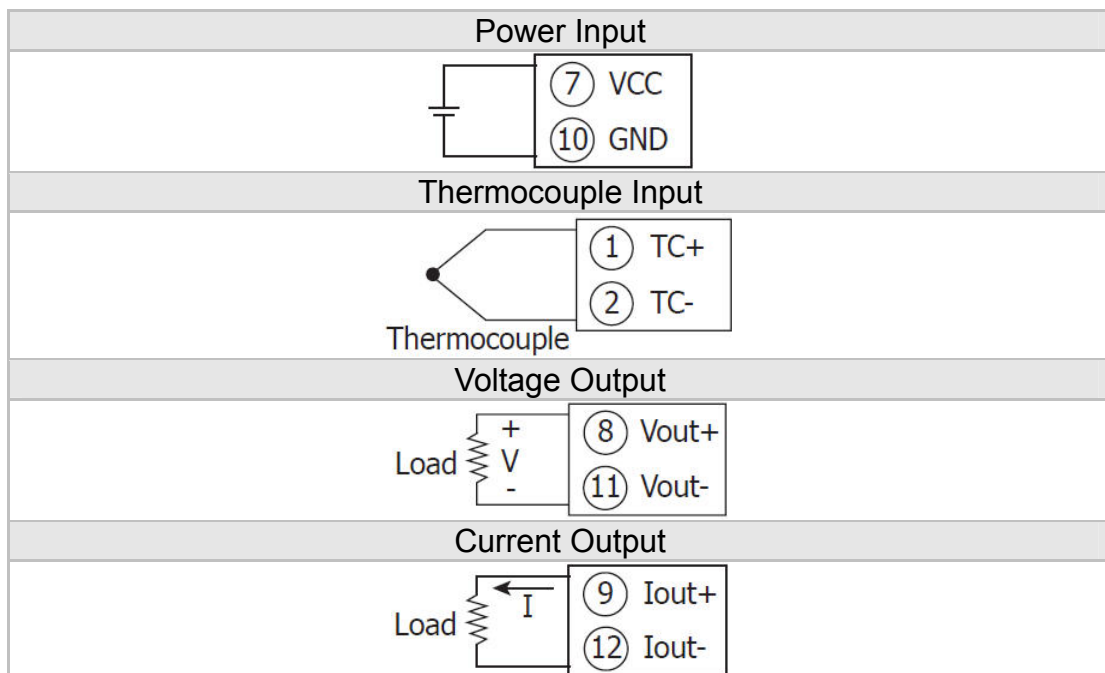 Power Input
7 VCC
10 GND
Thermocouple Input
1 TC+
2 TC-
Thermocouple
Voltage Output
+
8 Vout+
Load V
-
11 Vout-
Current Output
9 Iout+
I
Load
12 Iout-